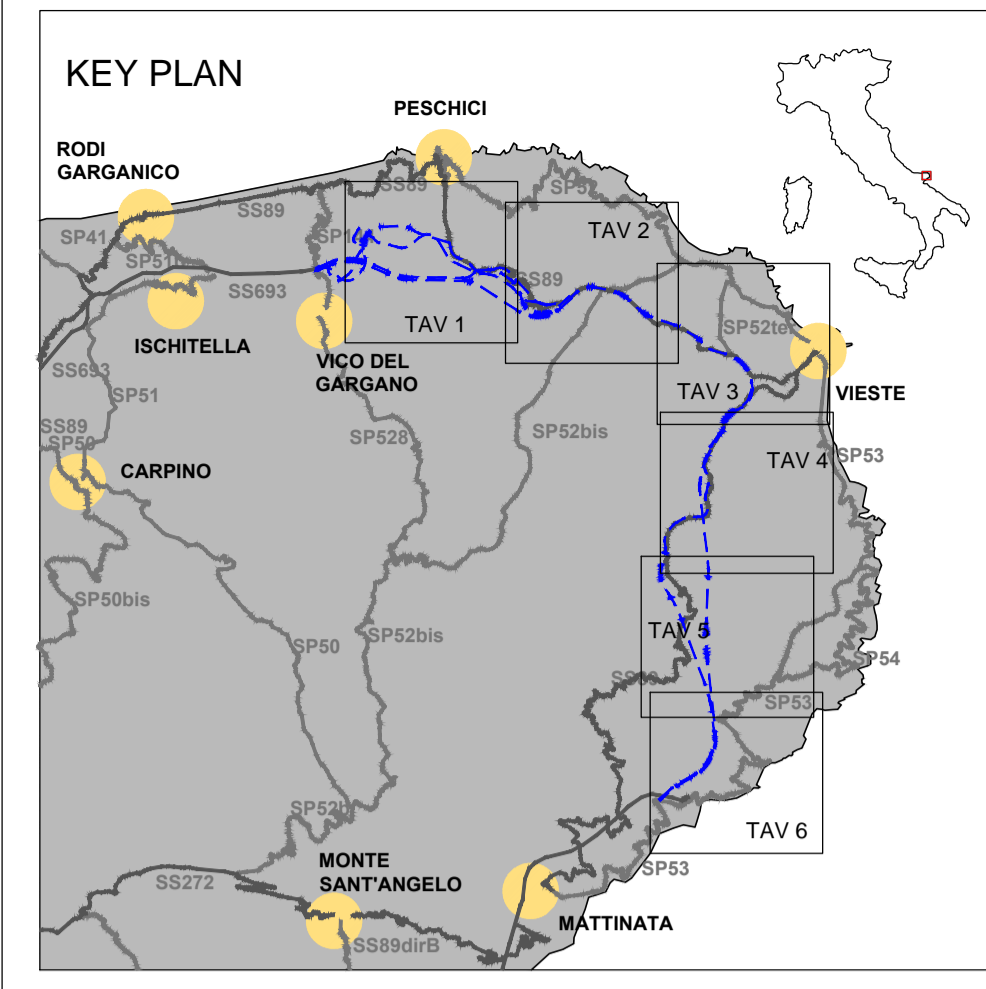 KEY PLAN
PESCHICI
RODI
GARGANICO
SS89
SS89
SP41
SP51
SS693
ISCHITELLA
TAV 1
TAV 2
SS89
VICO DEL
GARGANO
SP52ter
VIESTE
TAV 3
SS693
SP51
SS89
SP50
CARPINO
SP528
SP52bis
TAV 4
SP53
SP50bis
SP50
SP52bis
TAV 5
SP54
SP53
TAV 6
SP53
MONTE
SANT'ANGELO
SS272
SS89dirB
MATTINATA